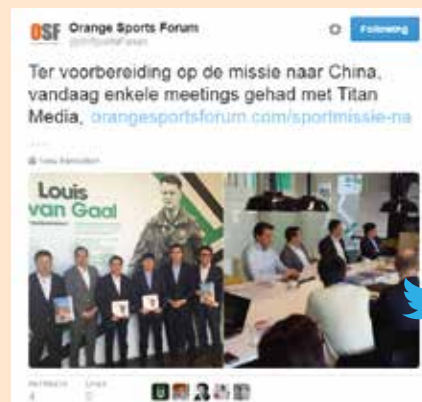 OSF Orange Sports Forum
Following
Ter voorbereiding op de missie naar China,
vandaag enkele meetings gehad met Titan
Media, orangesportsforum.com/sportmissie-na
Louis
van Gaal
4